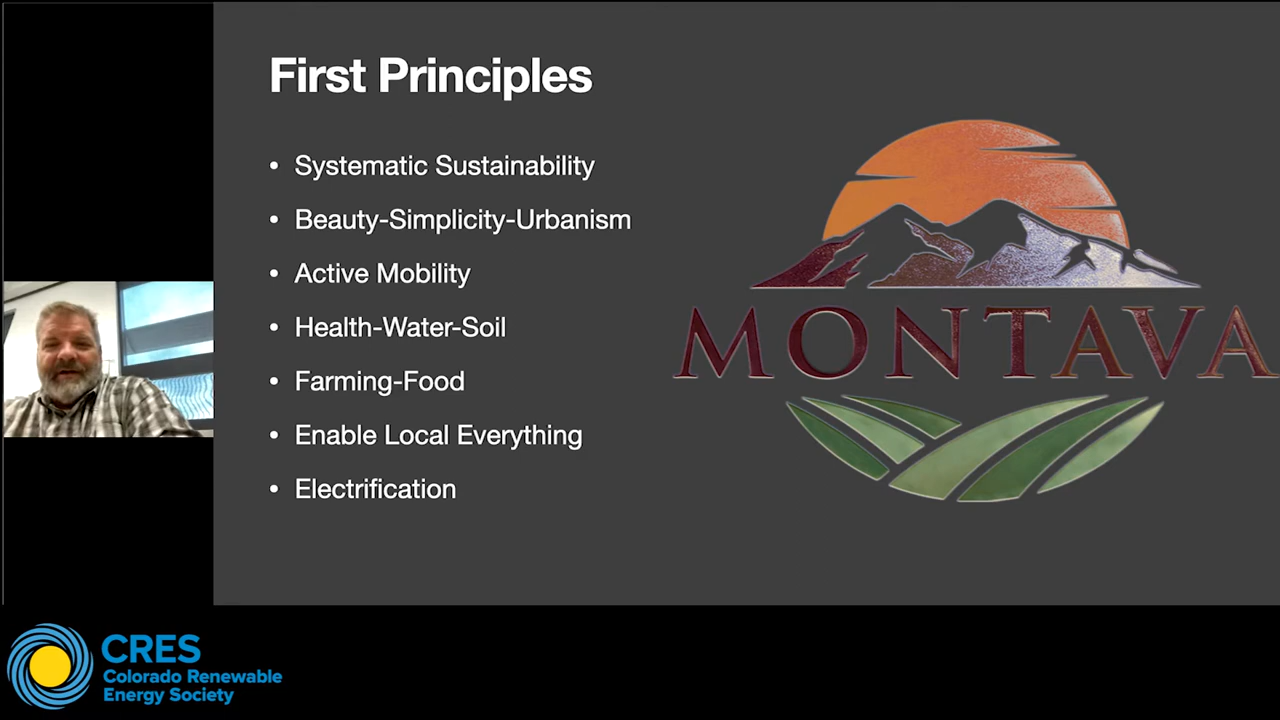 First Principles
• Systematic Sustainability
• Beauty-Simplicity-Urbanism
• Active Mobility
• Health-Water-Soil
• Farming-Food
• Enable Local Everything
• Electrification
MONTAVA
CRES
Colorado Renewable
Energy Society